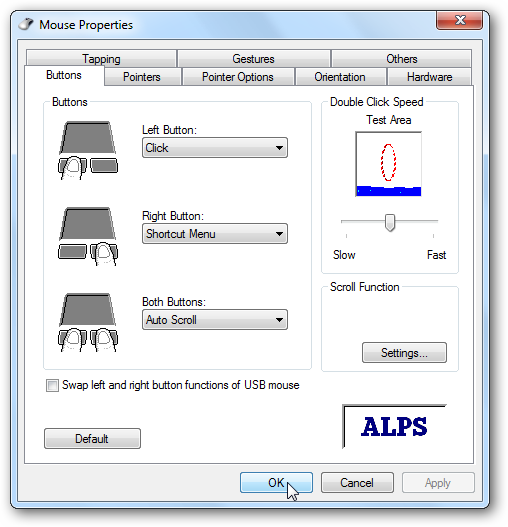 Mouse Properties
Tapping Gestures Others
Buttons Pointers Pointer Options Orientation Hardware
Buttons
Left Button:
Click
Right Button:
Shortcut Menu
Both Buttons:
Auto Scroll
Double Click Speed
Test Area
Slow Fast
Scroll Function
Settings...
Swap left and right button functions of USB mouse
Default
ALPS
OK Cancel Apply